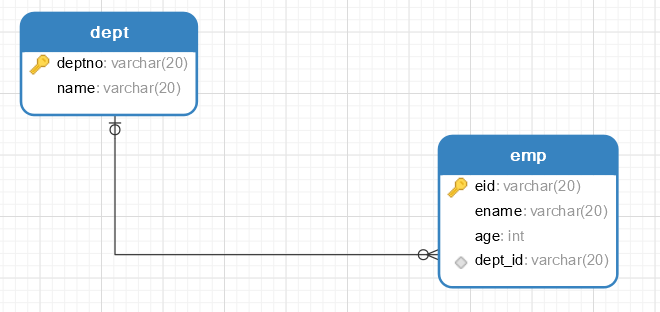 dept
deptno: varchar(20)
name: varchar(20)
emp
eid: varchar(20)
ename: varchar(20)
age: int
dept_id: varchar(20)